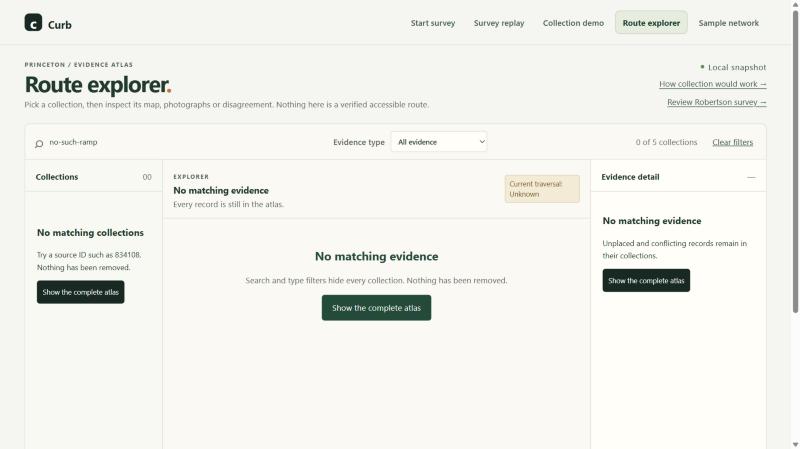 c Curb
Start survey
Survey replay
Collection demo
Route explorer
Sample network
PRINCETON / EVIDENCE ATLAS
Route explorer.
Pick a collection, then inspect its map, photographs or disagreement. Nothing here is a verified accessible route.
Local snapshot
How collection would work →
Review Robertson survey →
no-such-ramp
Evidence type
All evidence
0 of 5 collections
Clear filters
Collections
00
No matching collections
Try a source ID such as 834108.
Nothing has been removed.
Show the complete atlas
EXPLORER
No matching evidence
Every record is still in the atlas.
Current traversal:
Unknown
No matching evidence
Search and type filters hide every collection. Nothing has been removed.
Show the complete atlas
Evidence detail
—
No matching evidence
Unplaced and conflicting records remain in
their collections.
Show the complete atlas